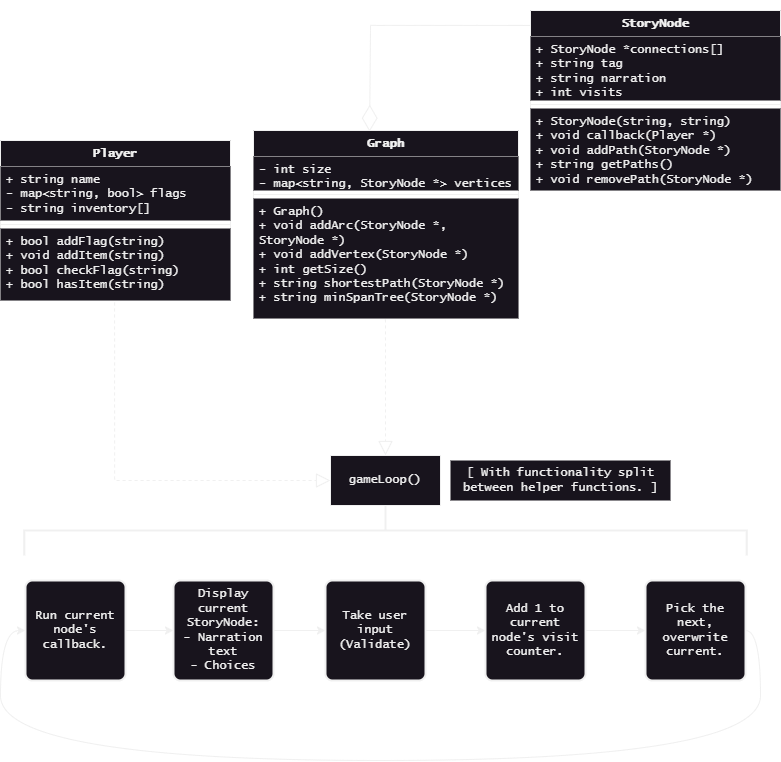 StoryNode
+ StoryNode *connections[]
+ string tag
+ string narration
+ int visits
+ StoryNode(string, string)
+ void callback(Player *)
+ void addPath(StoryNode *)
+ string getPaths()
+ void removePath(StoryNode *)
Graph
- int size
- map<string, StoryNode *> vertices
+ Graph()
+ void addArc(StoryNode *,
StoryNode *)
+ void addVertex(StoryNode *)
+ int getSize()
+ string shortestPath(StoryNode *)
+ string minSpanTree(StoryNode *)
Player
+ string name
- map<string, bool> flags
- string inventory[]
+ bool addFlag(string)
+ void addItem(string)
+ bool checkFlag(string)
+ bool hasItem(string)
gameLoop()
[ With functionality split
between helper functions. ]
Run current
node's
callback.
Display
current
StoryNode:
- Narration
text
- Choices
Take user
input
(Validate)
Add 1 to
current
node's visit
counter.
Pick the
next,
overwrite
current.